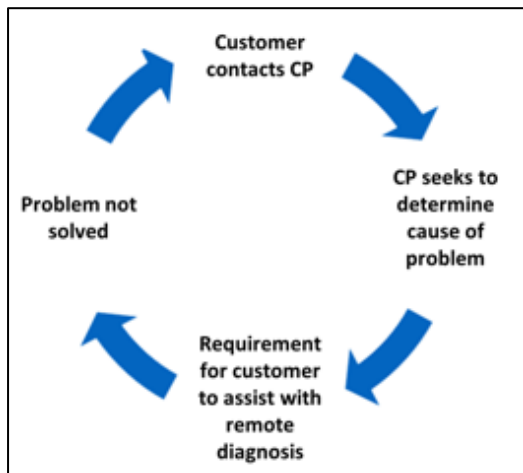 Customer
contacts CP
CP seeks to
determine
cause of
problem
Requirement
for customer
to assist with
remote
diagnosis
Problem not
solved